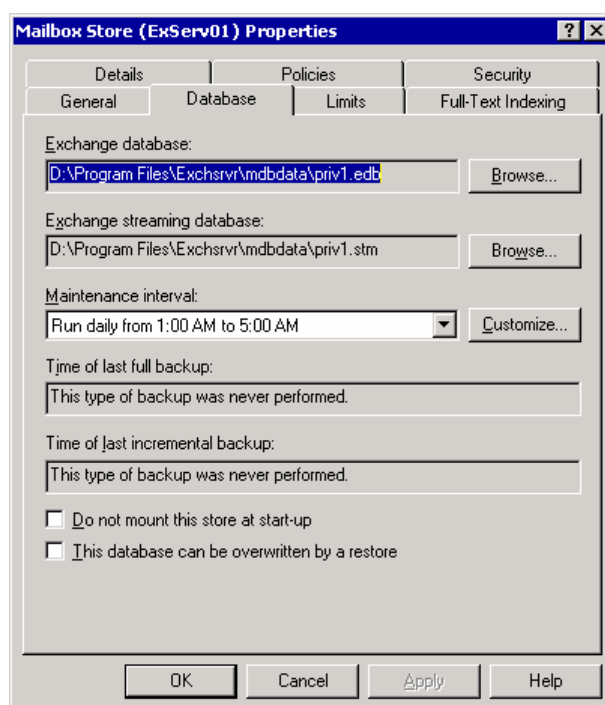 Mailbox Store (ExServ01) Properties
Details Policies Security
General Database Limits Full-Text Indexing
Exchange database:
D:\Program Files\Exchsrvr\mdbdata\priv1.edb Browse...
Exchange streaming database:
D:\Program Files\Exchsrvr\mdbdata\priv1.stm Browse...
Maintenance interval:
Run daily from 1:00 AM to 5:00 AM Customize...
Time of last full backup:
This type of backup was never performed.
Time of last incremental backup:
This type of backup was never performed.
Do not mount this store at start-up
This database can be overwritten by a restore
OK Cancel Apply Help